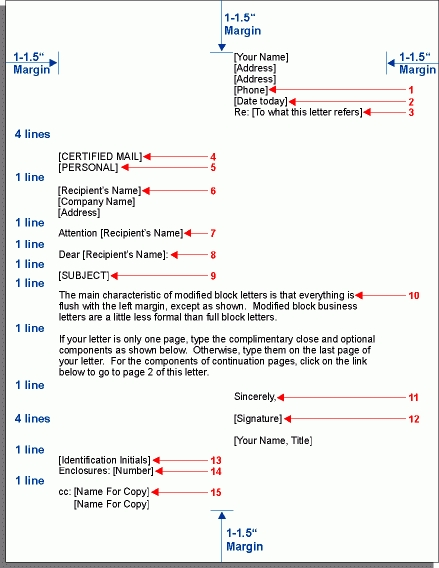 1-1.5“
Margin
1-1.5“
Margin
1-1.5“
Margin
[Your Name]
[Address]
[Address]
[Phone] 1
[Date today] 2
Re: [To what this letter refers] 3
4 lines
[CERTIFIED MAIL] 4
[PERSONAL] 5
1 line
[Recipient's Name] 6
[Company Name]
[Address]
1 line
Attention [Recipient's Name] 7
1 line
Dear [Recipient's Name]: 8
1 line
[SUBJECT] 9
1 line
The main characteristic of modified block letters is that everything is 10
flush with the left margin, except as shown. Modified block business
letters are a little less formal than full block letters.
1 line
If your letter is only one page, type the complimentary close and optional
components as shown below. Otherwise, type them on the last page of
your letter. For the components of continuation pages, click on the link
below to go to page 2 of this letter.
1 line
Sincerely, 11
4 lines
[Signature] 12
[Your Name, Title]
1 line
[Identification Initials] 13
Enclosures: [Number] 14
1 line
cc: [Name For Copy] 15
[Name For Copy]
1-1.5“
Margin